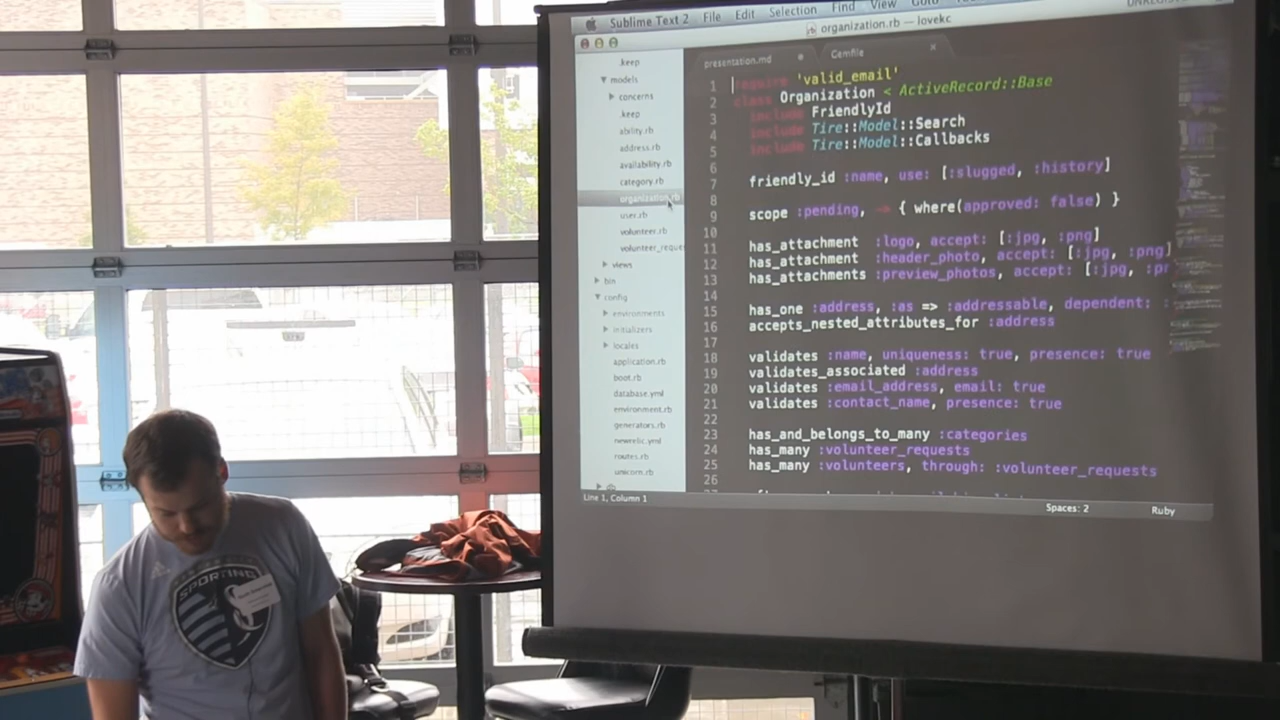 Sublime Text 2 File Edit Selection Find View Goto
organization.rb — lovekc
presentation.md
Gemfile
.keep
models
concerns
.keep
ability.rb
address.rb
availability.rb
category.rb
organization.rb
user.rb
volunteer.rb
volunteer_reques
views
bin
config
environments
initializers
locales
application.rb
boot.rb
database.yml
environment.rb
generators.rb
newrelic.yml
routes.rb
unicorn.rb
1 require 'valid_email'
2 class Organization < ActiveRecord::Base
3 include FriendlyId
4 include Tire::Model::Search
5 include Tire::Model::Callbacks
6
7 friendly_id :name, use: [:slugged, :history]
8
9 scope :pending, -> { where(approved: false) }
10
11 has_attachment :logo, accept: [:jpg, :png]
12 has_attachment :header_photo, accept: [:jpg, :png]
13 has_attachments :preview_photos, accept: [:jpg, :pr
14
15 has_one :address, :as => :addressable, dependent: :
16 accepts_nested_attributes_for :address
17
18 validates :name, uniqueness: true, presence: true
19 validates_associated :address
20 validates :email_address, email: true
21 validates :contact_name, presence: true
22
23 has_and_belongs_to_many :categories
24 has_many :volunteer_requests
25 has_many :volunteers, through: :volunteer_requests
26
Line 1, Column 1
Spaces: 2
Ruby
SPORTING